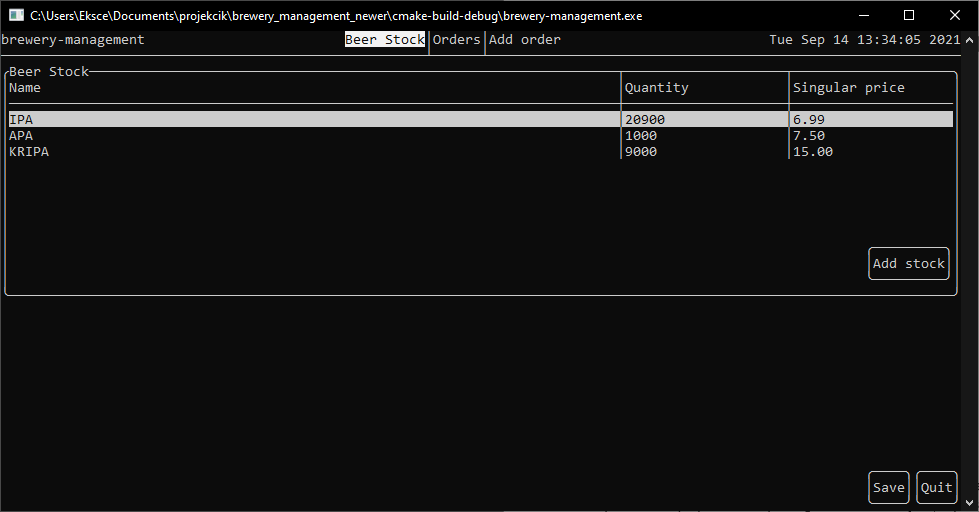 C:\Users\Eksce\Documents\projekcik\brewery_management_newer\cmake-build-debug\brewery-management.exe
brewery-management Beer Stock Orders Add order Tue Sep 14 13:34:05 2021
Beer Stock
Name Quantity Singular price
IPA 20900 6.99
APA 1000 7.50
KRIPA 9000 15.00
Add stock
Save Quit